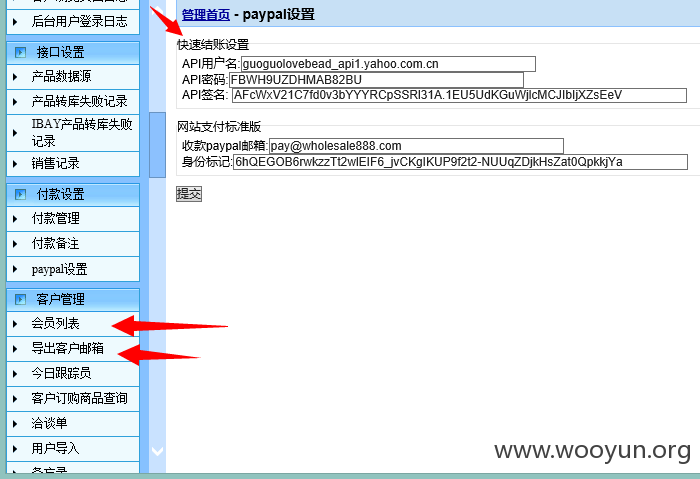 后台用户登录日志
接口设置
产品数据源
产品转库失败记录
IBAY产品转库失败
记录
销售记录
付款设置
付款管理
付款备注
paypal设置
客户管理
会员列表
导出客户邮箱
今日跟踪员
客户订购商品查询
洽谈单
用户导入
备忘录
管理首页 - paypal设置
快速结账设置
API用户名:guoguolovebead_api1.yahoo.com.cn
API密码:FBWH9UZDHMAB82BU
API签名: AFcWxV21C7fd0v3bYYYRCpSSRl31A.1EU5UdKGuWjlcMCJIbIjXZsEeV
网站支付标准版
收款paypal邮箱:pay@wholesale888.com
身份标记:6hQEGOB6rwkzzTt2wlEIF6_jvCKgIKUP9f2t2-NUUqZDjkHsZat0QpkkjYa
提交
www.wooyun.org